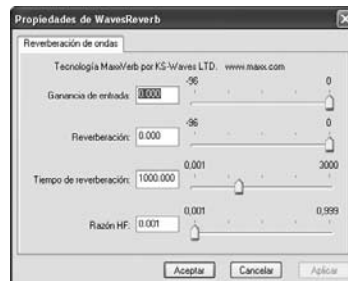 Propiedades de WavesReverb
Reverberación de ondas
Tecnología MaxxVerb por KS-Waves LTD. www.maxx.com
-96 0
Ganancia de entrada: 0.000
-96 0
Reverberación: 0.000
0,001 3000
Tiempo de reverberación: 1000.000
0,001 0,999
Razón HF: 0.001
Aceptar Cancelar Aplicar